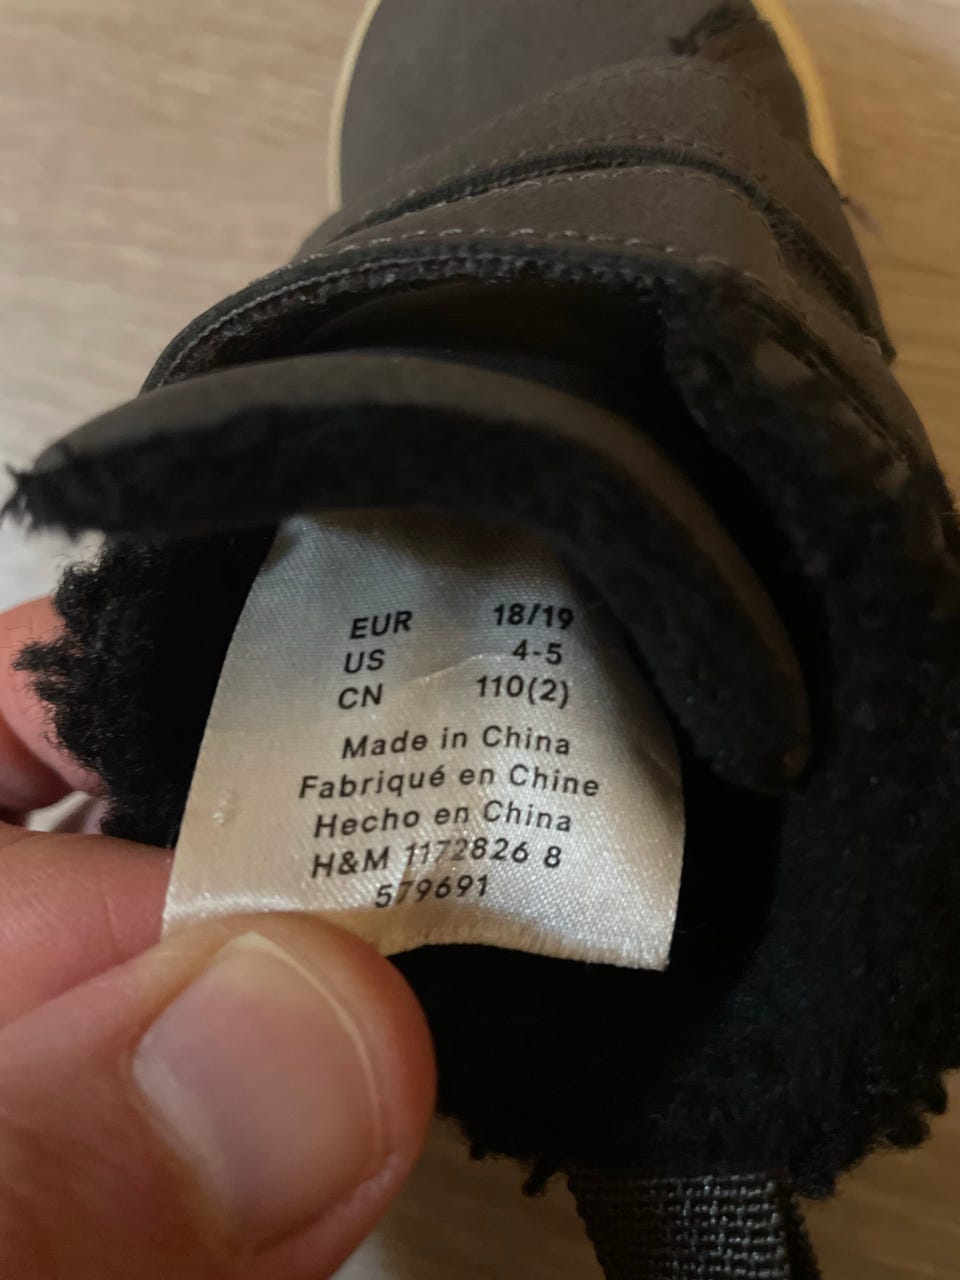 EUR 18/19
US 4-5
CN 110(2)
Made in China
Fabriqué en Chine
Hecho en China
H&M 1172826 8
579691